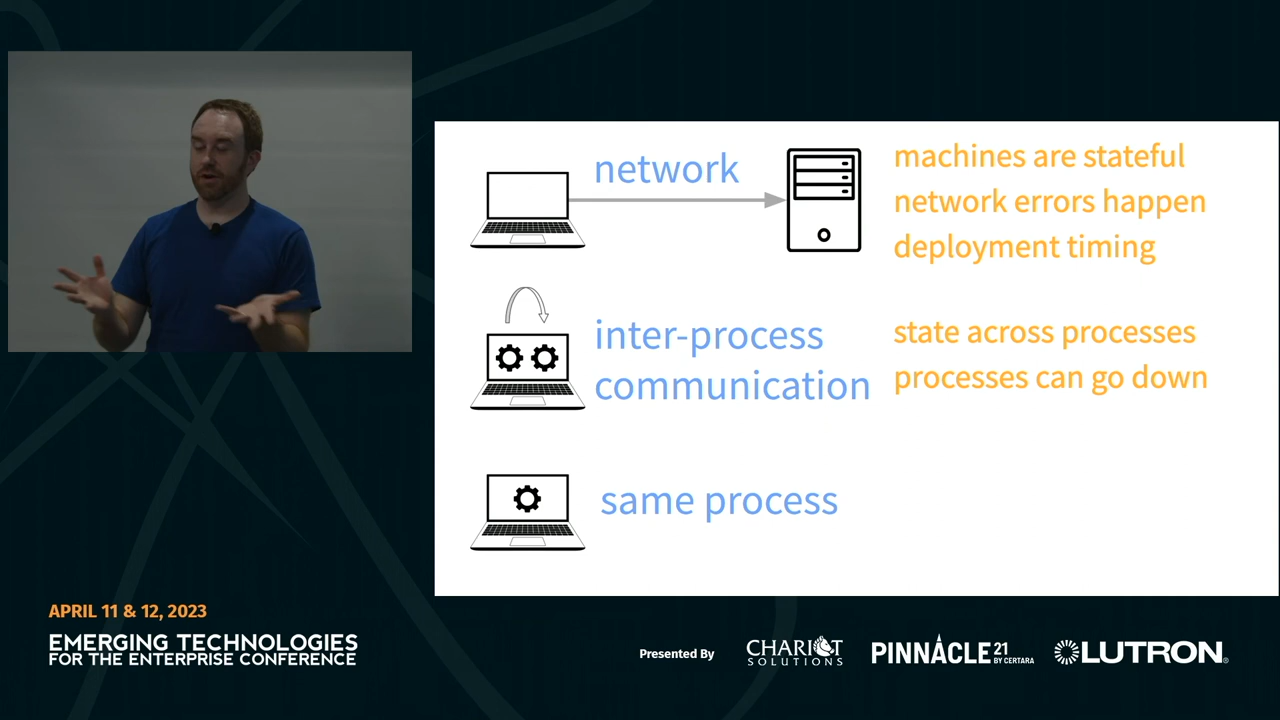 network
machines are stateful
network errors happen
deployment timing
inter-process
communication
state across processes
processes can go down
same process
APRIL 11 & 12, 2023
EMERGING TECHNOLOGIES
FOR THE ENTERPRISE CONFERENCE
Presented By
CHARIOT
SOLUTIONS
PINNACLE 21
BY CERTARA
LUTRON®